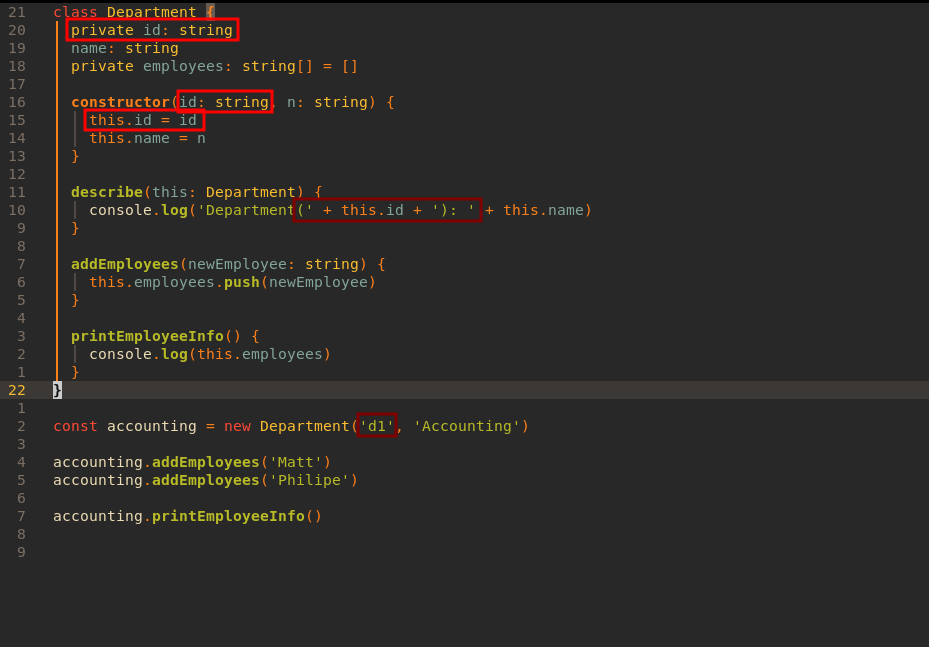 21 class Department {
20 private id: string
19 name: string
18 private employees: string[] = []
17
16 constructor(id: string, n: string) {
15 this.id = id
14 this.name = n
13 }
12
11 describe(this: Department) {
10 console.log('Department(' + this.id + '): ' + this.name)
9 }
8
7 addEmployees(newEmployee: string) {
6 this.employees.push(newEmployee)
5 }
4
3 printEmployeeInfo() {
2 console.log(this.employees)
1 }
22 }
1
2 const accounting = new Department('d1', 'Accounting')
3
4 accounting.addEmployees('Matt')
5 accounting.addEmployees('Philipe')
6
7 accounting.printEmployeeInfo()
8
9